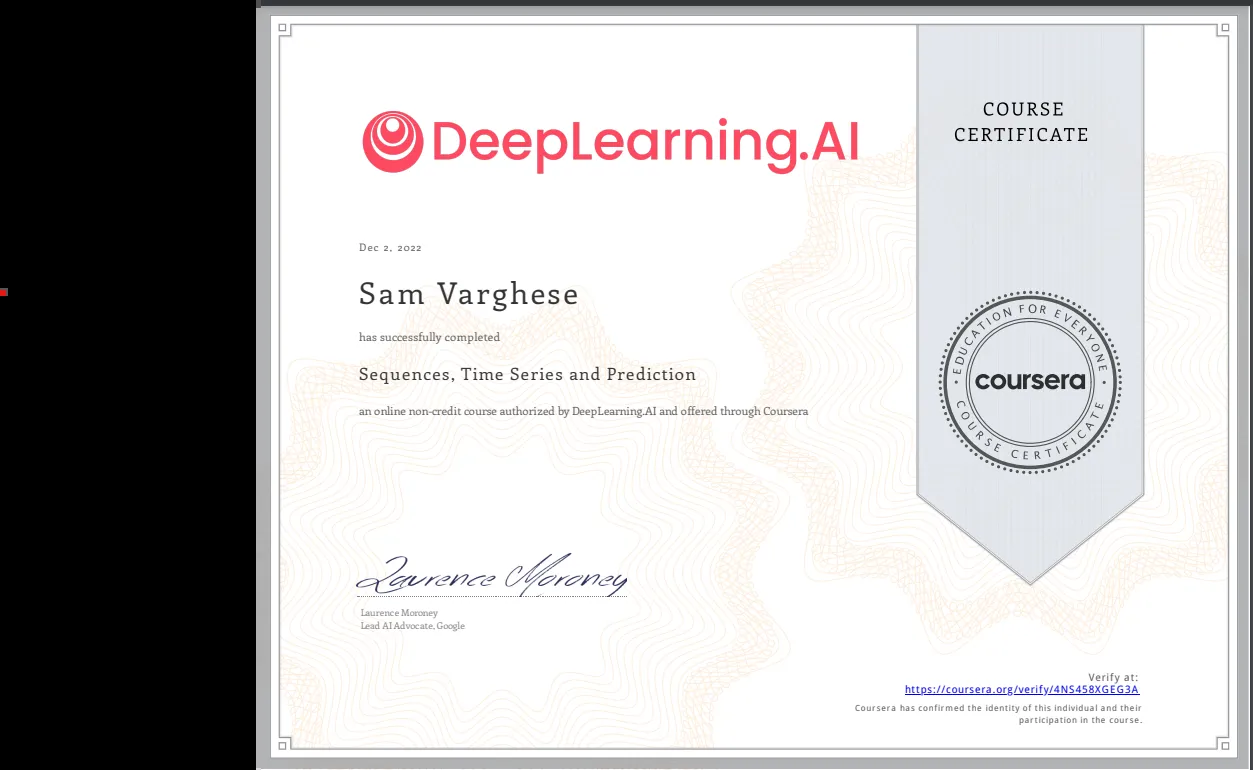 DeepLearning.AI
COURSE
CERTIFICATE
Dec 2, 2022
Sam Varghese
has successfully completed
Sequences, Time Series and Prediction
an online non-credit course authorized by DeepLearning.AI and offered through Coursera
EDUCATION FOR EVERYONE
coursera
COURSE CERTIFICATE
Laurence Moroney
Laurence Moroney
Lead AI Advocate, Google
Verify at:
https://coursera.org/verify/4NS458XGEG3A
Coursera has confirmed the identity of this individual and their
participation in the course.